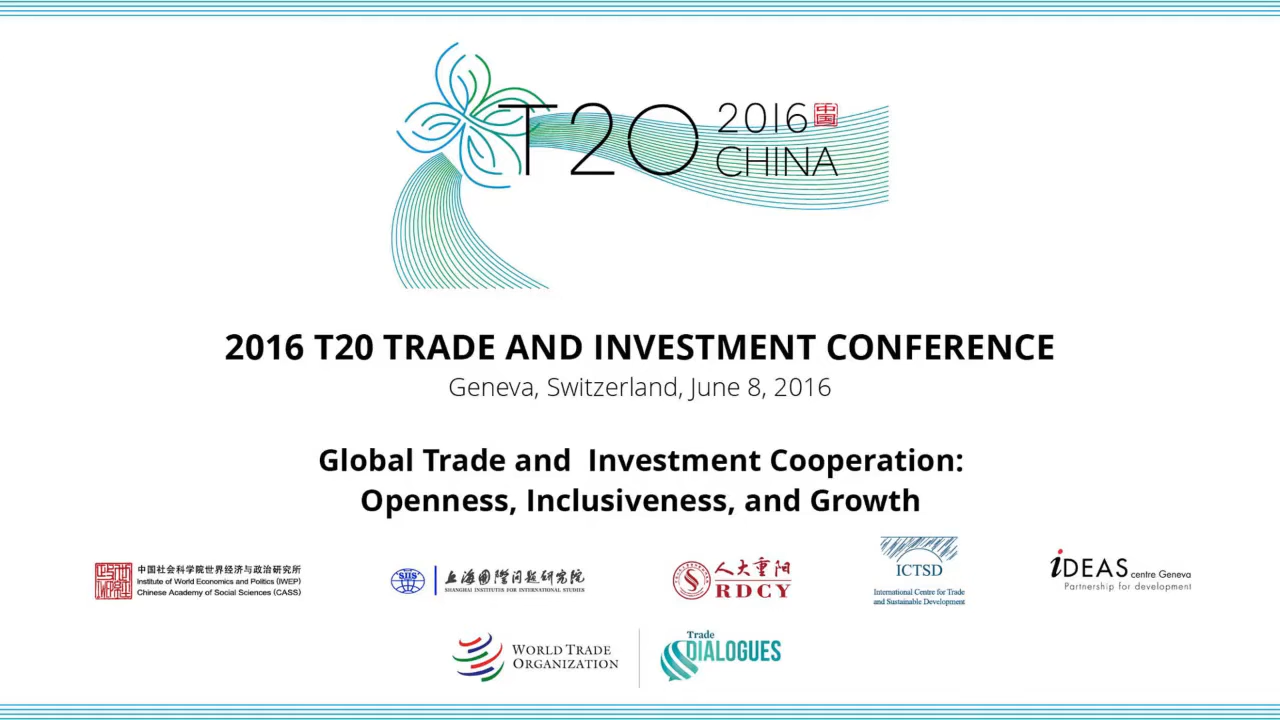 T20 2016 中国
CHINA
2016 T20 TRADE AND INVESTMENT CONFERENCE
Geneva, Switzerland, June 8, 2016
Global Trade and Investment Cooperation:
Openness, Inclusiveness, and Growth
中国社会科学院世界经济与政治研究所
Institute of World Economics and Politics (IWEP)
Chinese Academy of Social Sciences (CASS)
SIIS
上海国際问题研究院
SHANGHAI INSTITUTES FOR INTERNATIONAL STUDIES
人大重阳
RDCY
ICTSD
International Centre for Trade
and Sustainable Development
iDEAS centre Geneva
Partnership for development
WORLD TRADE
ORGANIZATION
Trade
DIALOGUES